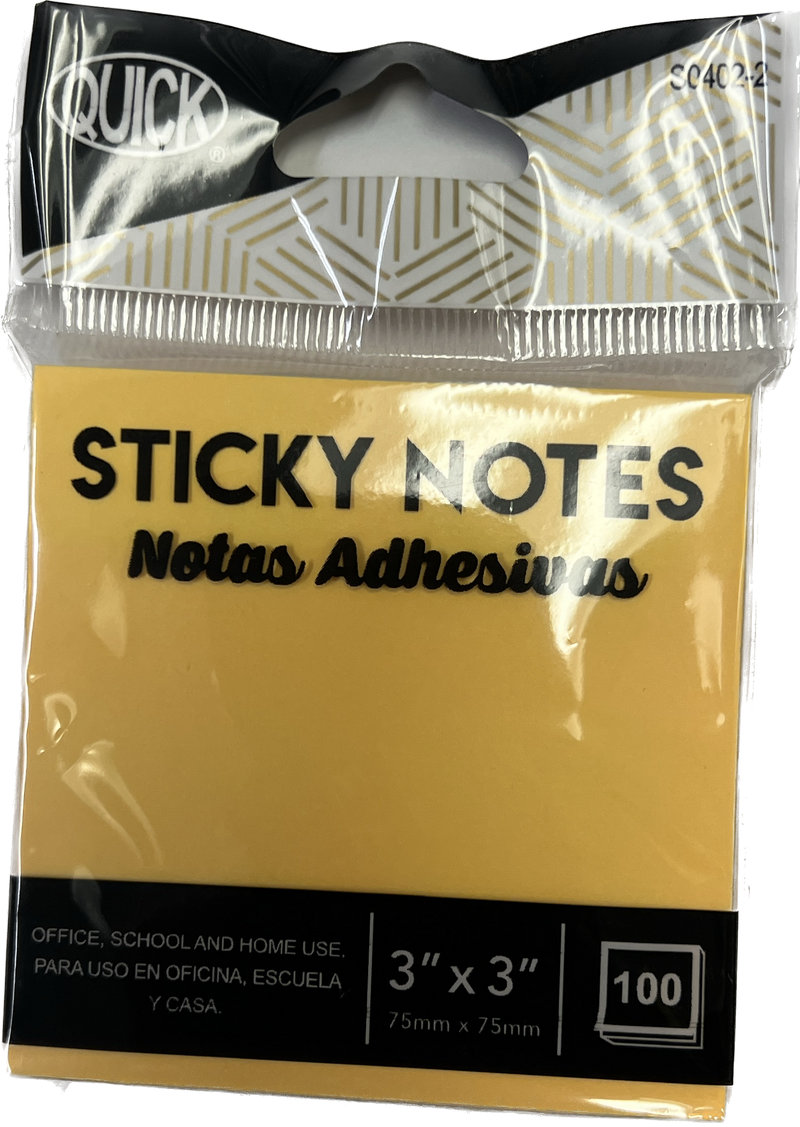 QUICK
®
S0402-2
STICKY NOTES
Notas Adhesivas
OFFICE, SCHOOL AND HOME USE.
PARA USO EN OFICINA, ESCUELA
Y CASA.
3" x 3"
75mm x 75mm
100